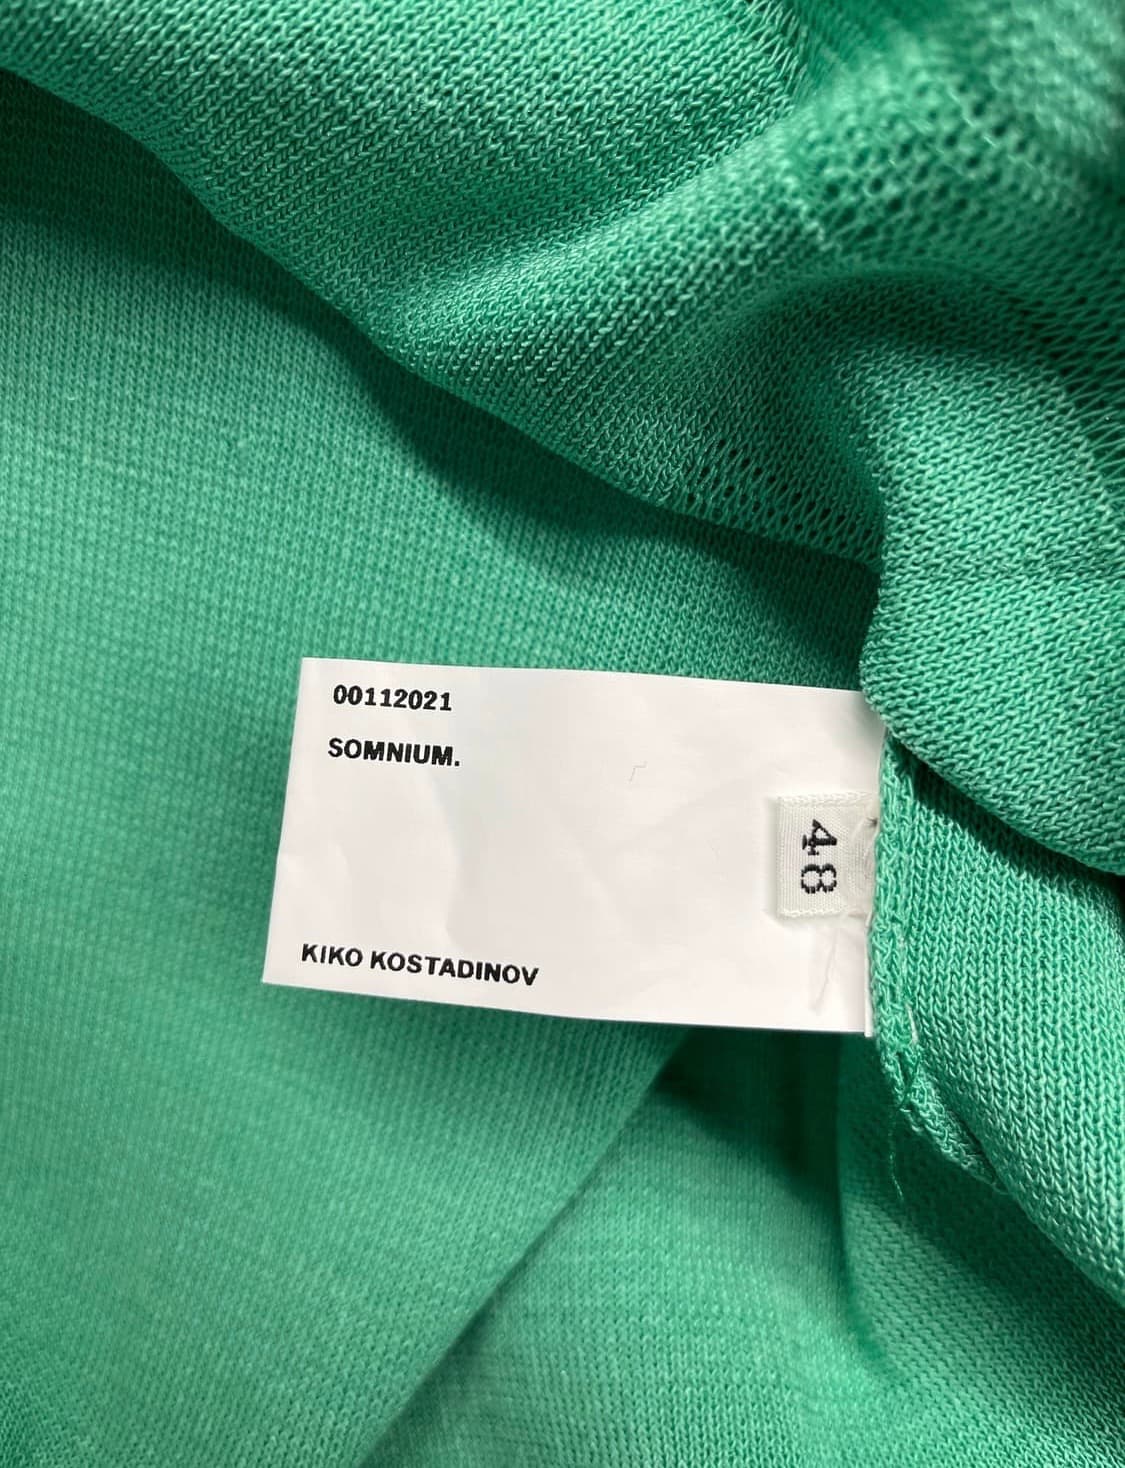 00112021
SOMNIUM.
48
KIKO KOSTADINOV